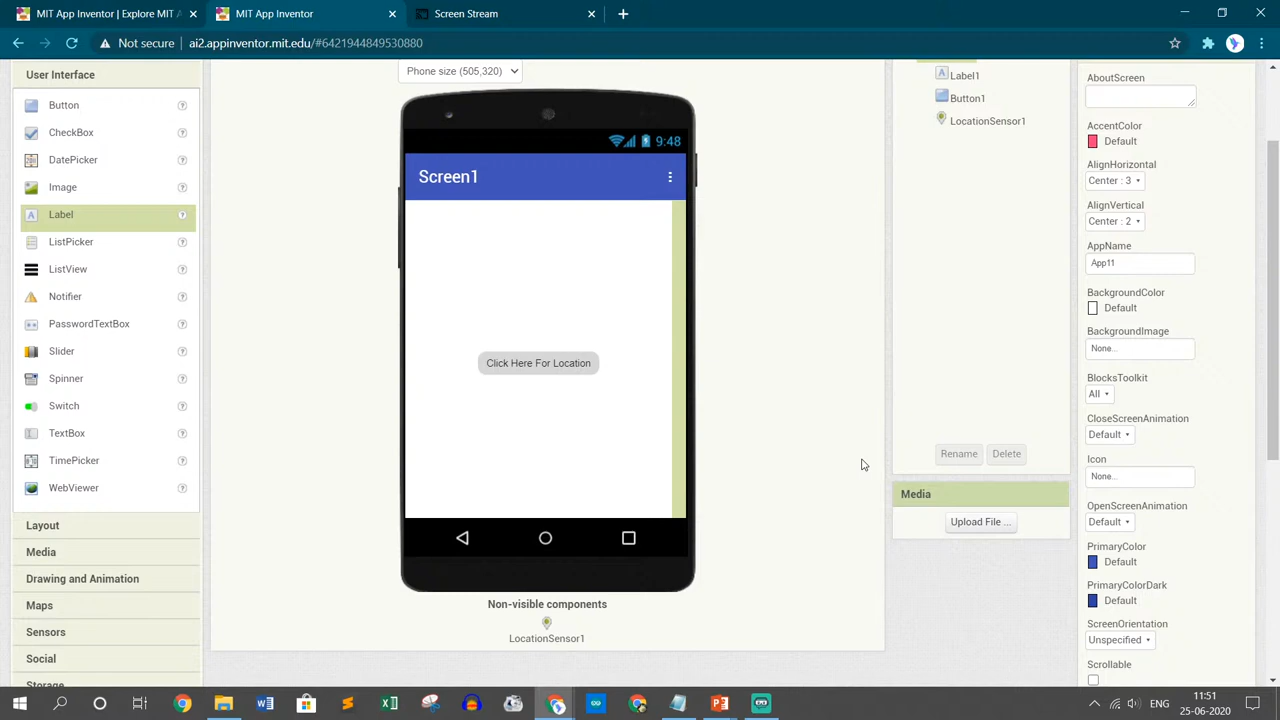 MIT App Inventor | Explore MIT A
MIT App Inventor
Screen Stream
Not secure
ai2.appinventor.mit.edu/#6421944849530880
User Interface
Button
CheckBox
DatePicker
Image
Label
ListPicker
ListView
Notifier
PasswordTextBox
Slider
Spinner
Switch
TextBox
TimePicker
WebViewer
Layout
Media
Drawing and Animation
Maps
Sensors
Social
Storage
Phone size (505,320)
9:48
Screen1
Click Here For Location
Non-visible components
LocationSensor1
Label1
Button1
LocationSensor1
Rename
Delete
Media
Upload File ...
AboutScreen
AccentColor
Default
AlignHorizontal
Center : 3
AlignVertical
Center : 2
AppName
App11
BackgroundColor
Default
BackgroundImage
None...
BlocksToolkit
All
CloseScreenAnimation
Default
Icon
None...
OpenScreenAnimation
Default
PrimaryColor
Default
PrimaryColorDark
Default
ScreenOrientation
Unspecified
Scrollable
ENG
11:51
25-06-2020